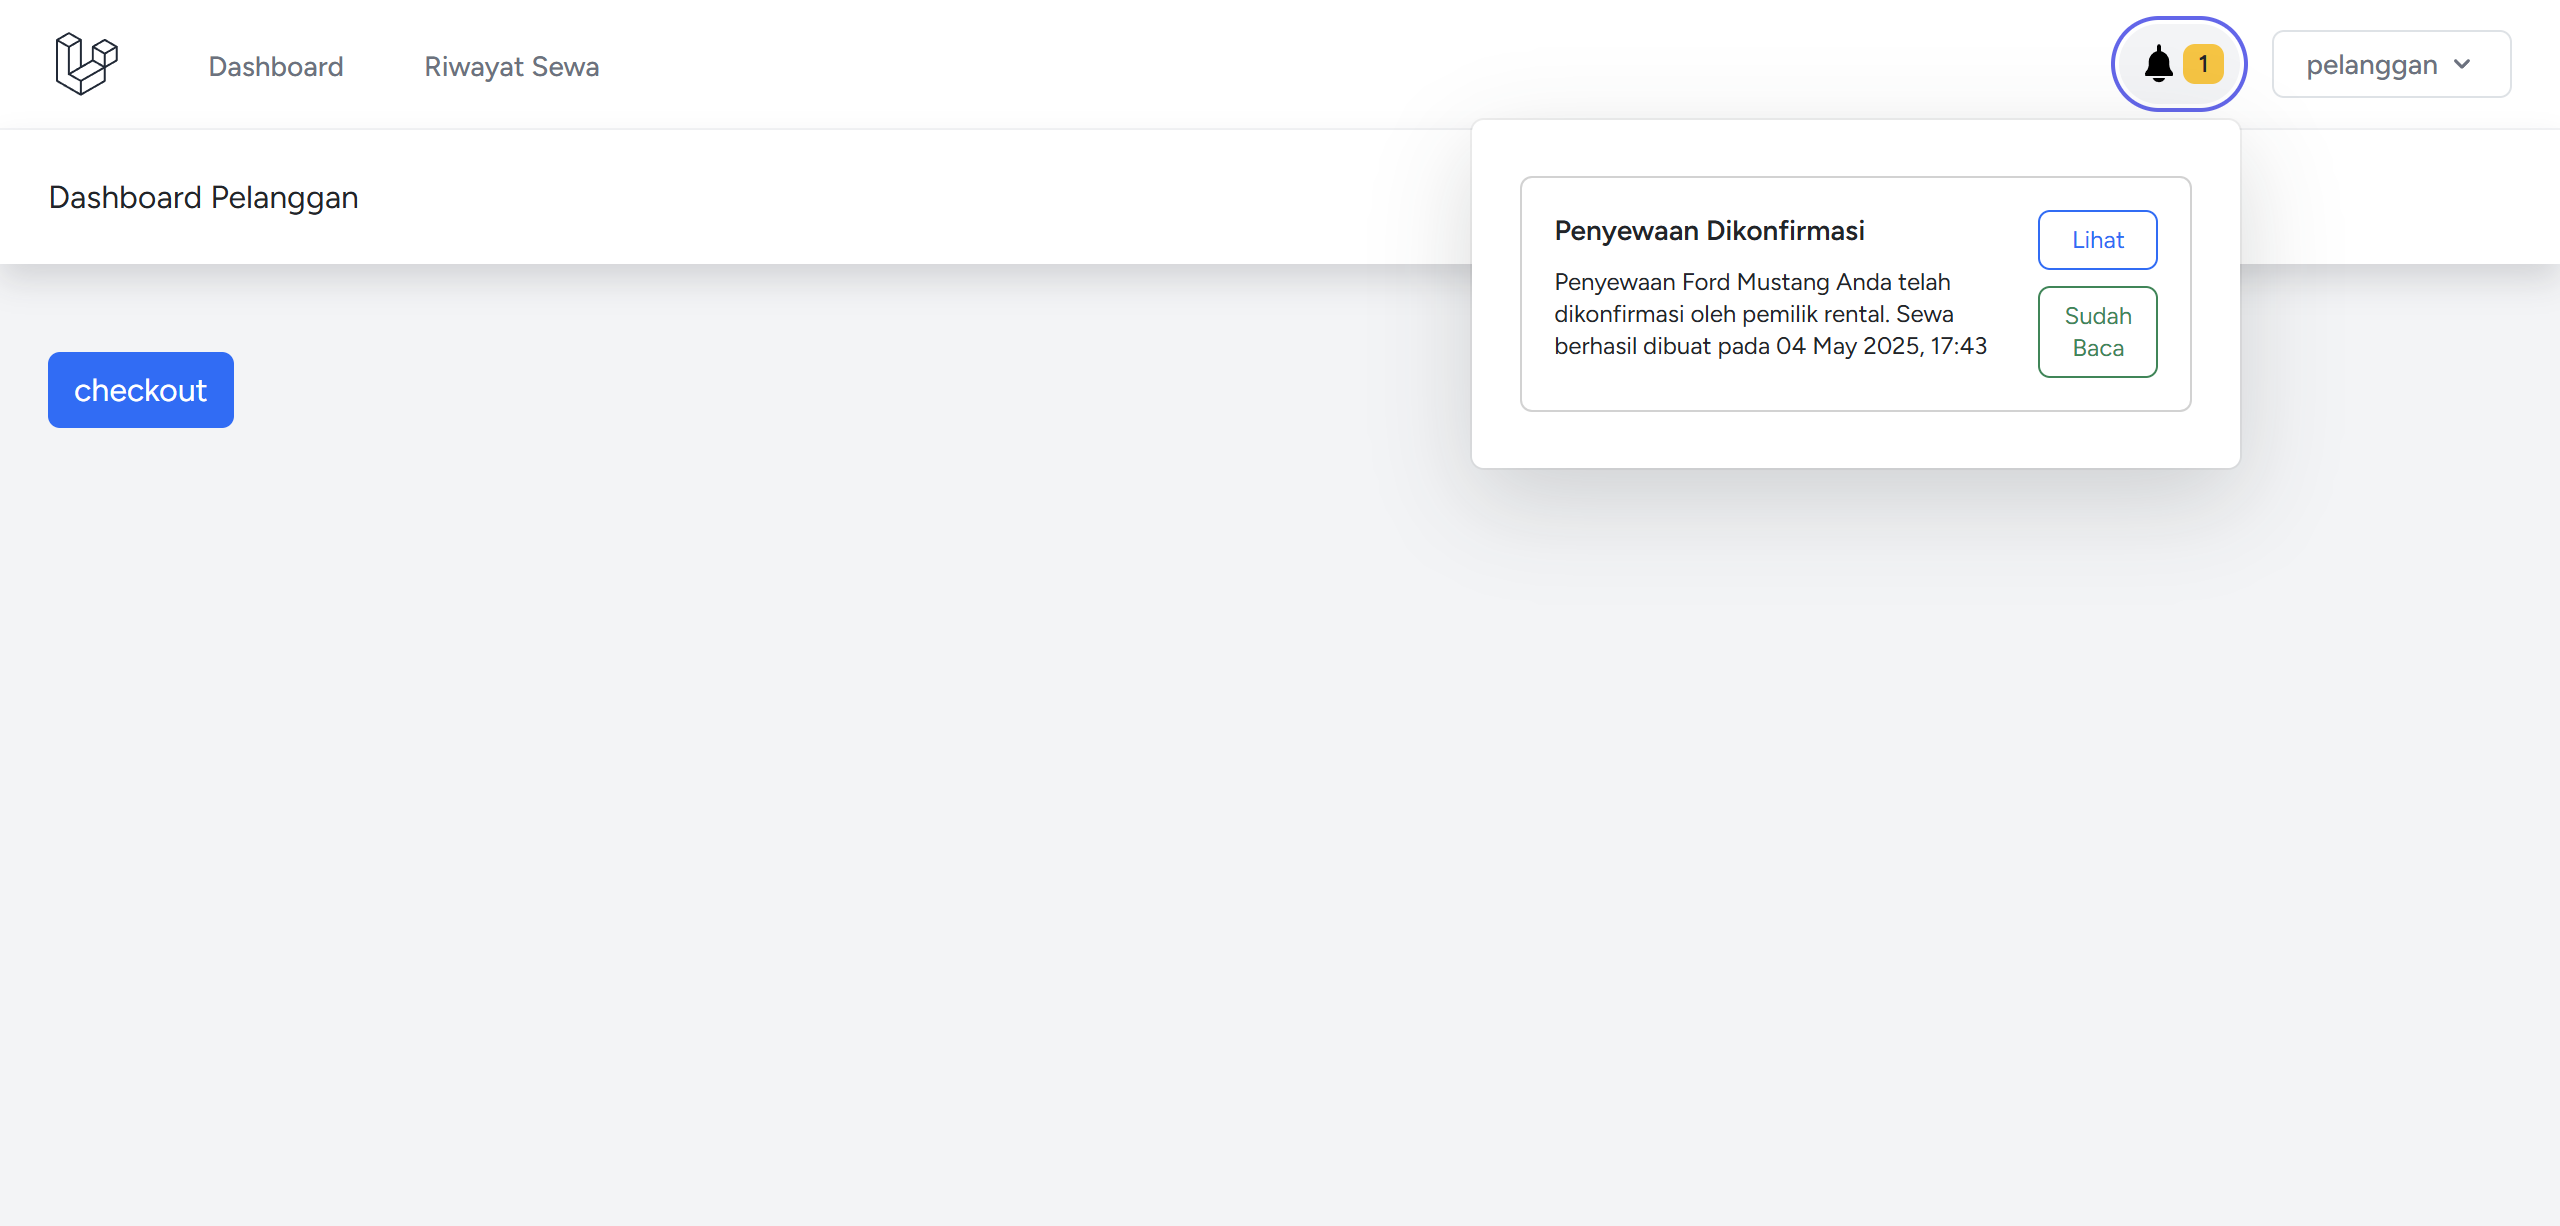 Dashboard
Riwayat Sewa
1
pelanggan
Dashboard Pelanggan
Penyewaan Dikonfirmasi
Penyewaan Ford Mustang Anda telah
dikonfirmasi oleh pemilik rental. Sewa
berhasil dibuat pada 04 May 2025, 17:43
Lihat
Sudah
Baca
checkout